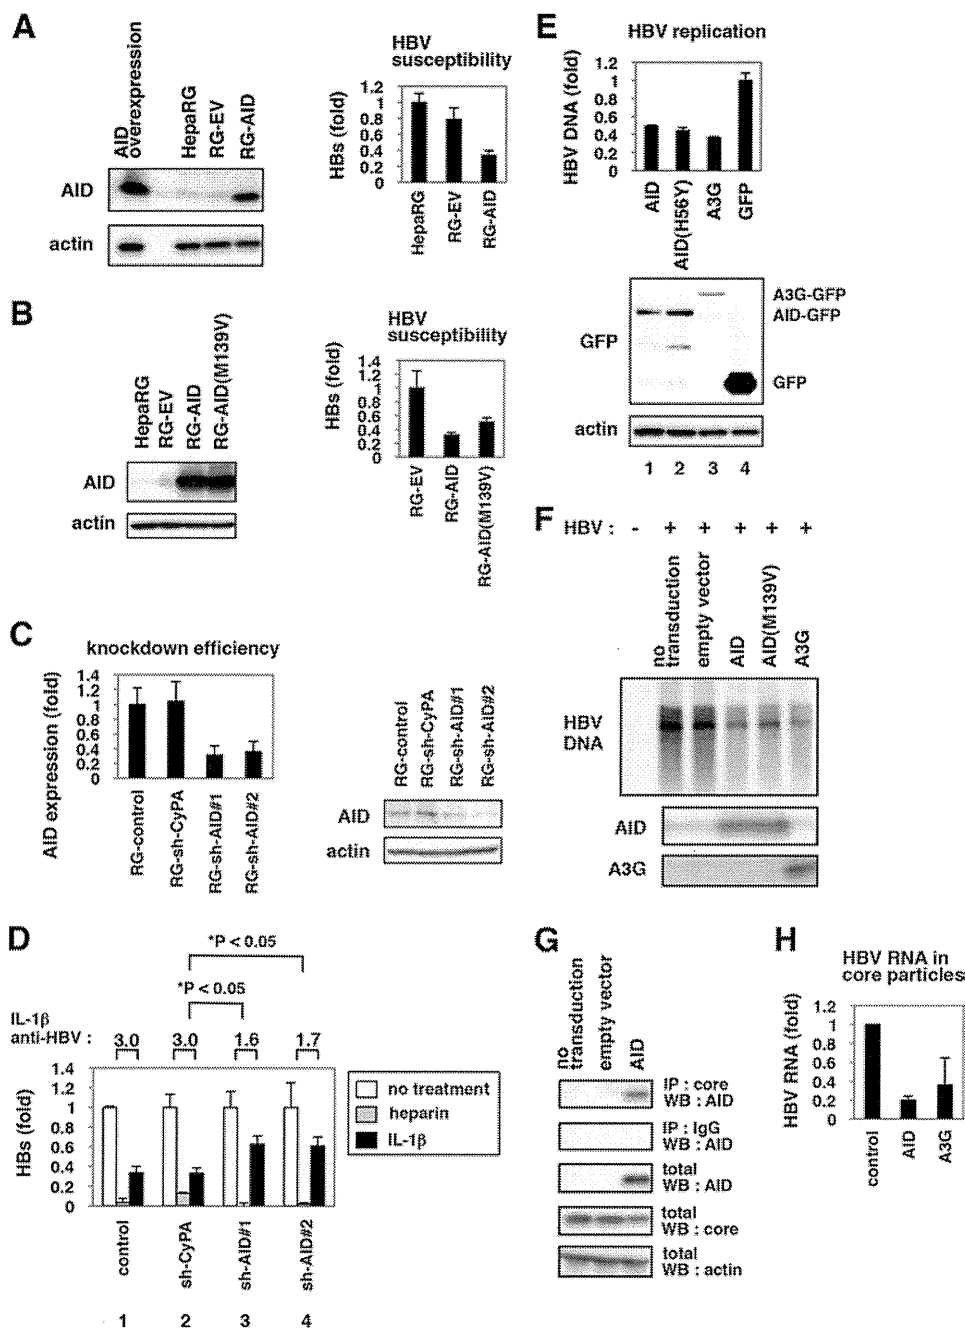 A
AID
overexpression
HepaRG
RG-EV
RG-AID
AID
actin
HBV
susceptibility
HBs (fold)
1.2
1
0.8
0.6
0.4
0.2
0
HepaRG
RG-EV
RG-AID
B
HepaRG
RG-EV
RG-AID
RG-AID(M139V)
AID
actin
HBV
susceptibility
HBs (fold)
1.4
1.2
1
0.8
0.6
0.4
0.2
0
RG-EV
RG-AID
RG-AID(M139V)
C
knockdown efficiency
AID expression (fold)
1.4
1.2
1
0.8
0.6
0.4
0.2
0
RG-control
RG-sh-CyPA
RG-sh-AID#1
RG-sh-AID#2
RG-control
RG-sh-CyPA
RG-sh-AID#1
RG-sh-AID#2
AID
actin
D
*P < 0.05
*P < 0.05
IL-1β
anti-HBV : 3.0 3.0 1.6 1.7
HBs (fold)
1.4
1.2
1
0.8
0.6
0.4
0.2
0
no treatment
heparin
IL-1β
control
sh-CyPA
sh-AID#1
sh-AID#2
1 2 3 4
E
HBV replication
HBV DNA (fold)
1.2
1
0.8
0.6
0.4
0.2
0
AID
AID(H56Y)
A3G
GFP
GFP
A3G-GFP
AID-GFP
GFP
actin
1 2 3 4
F
HBV : - + + + + +
no
transduction
empty vector
AID
AID(M139V)
A3G
HBV
DNA
AID
A3G
G
no
transduction
empty vector
AID
IP : core
WB : AID
IP : IgG
WB : AID
total
WB : AID
total
WB : core
total
WB : actin
H
HBV RNA in
core particles
HBV RNA (fold)
1.2
1
0.8
0.6
0.4
0.2
0
control
AID
A3G